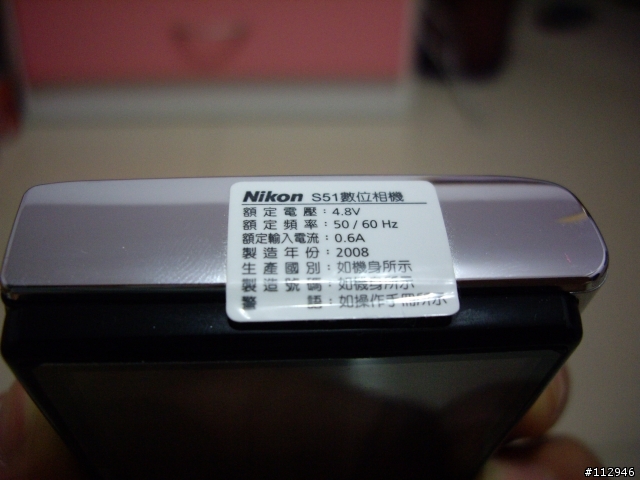 Nikon S51數位相機
額定電壓：4.8V
額定頻率：50 / 60 Hz
額定輸入電流：0.6A
製造年份：2008
生產國別：如機身所示
製造號碼：如機身所示
警　　語：如操作手冊所示
#112946